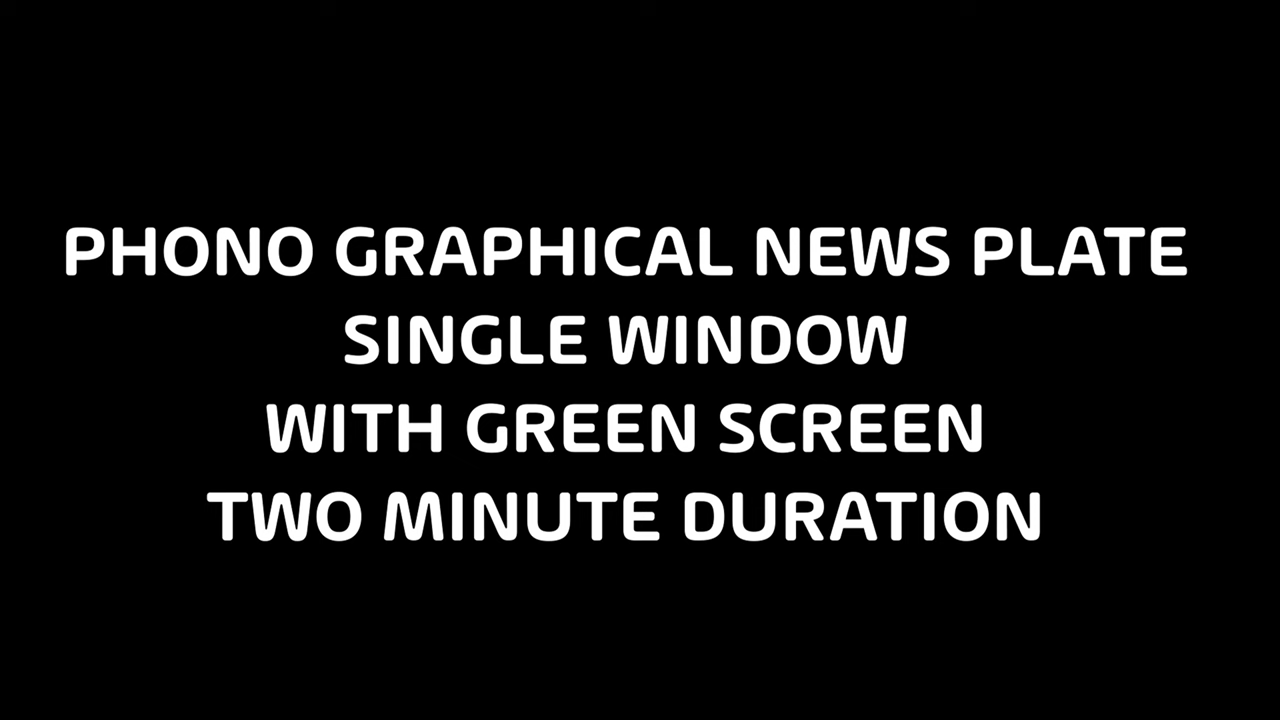 PHONO GRAPHICAL NEWS PLATE
SINGLE WINDOW
WITH GREEN SCREEN
TWO MINUTE DURATION